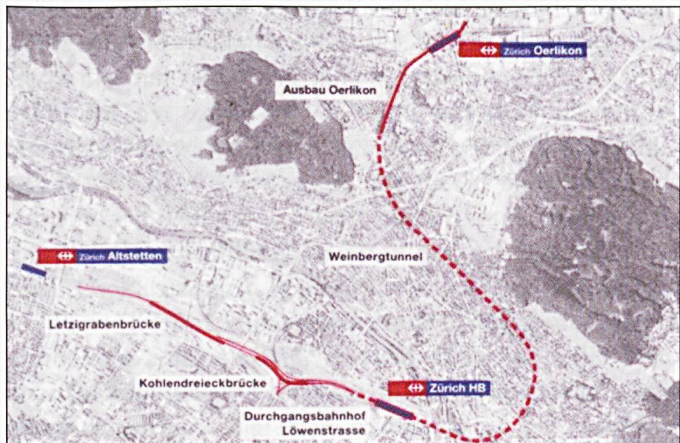 Zürich Oerlikon
Ausbau Oerlikon
Weinbergtunnel
Zürich Altstetten
Letzigrabenbrücke
Kohlendreieckbrücke
Zürich HB
Durchgangsbahnhof
Löwenstrasse